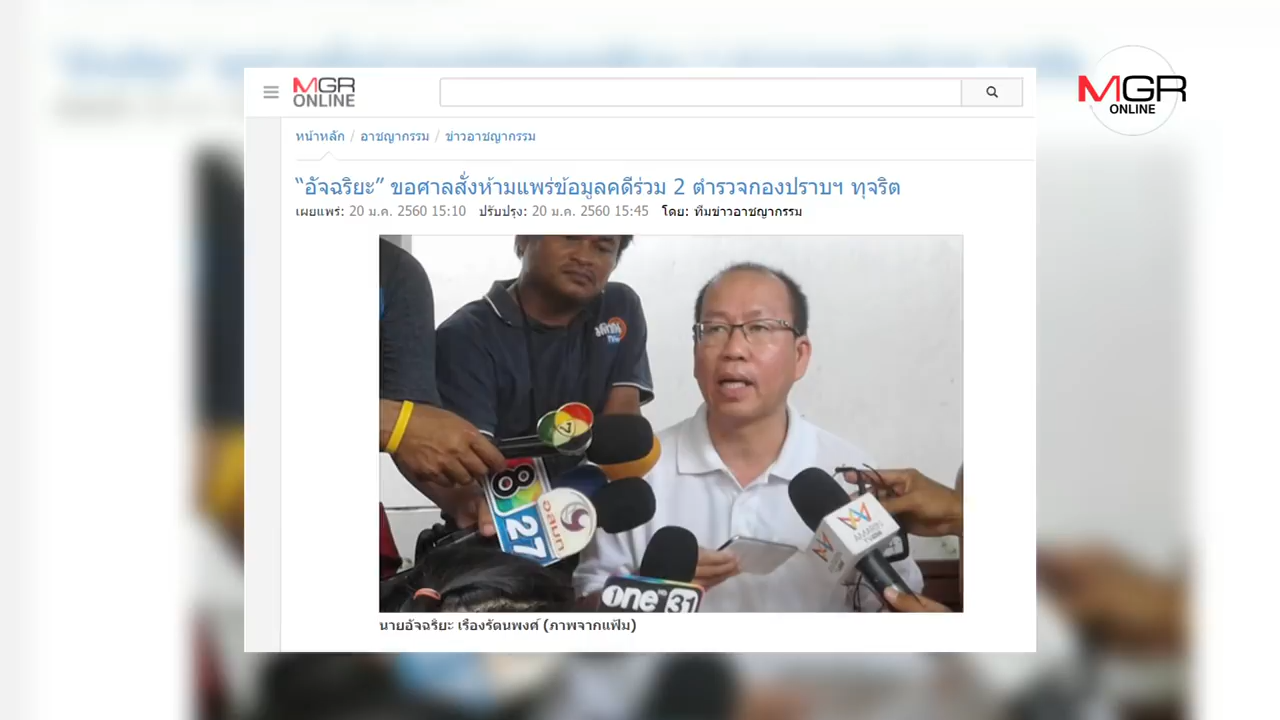 MGR
ONLINE
MGR
ONLINE
หน้าหลัก / อาชญากรรม / ข่าวอาชญากรรม
“อัจฉริยะ” ขอศาลสั่งห้ามแพร่ข้อมูลคดีร่วม 2 ตำรวจกองปราบฯ ทุจริต
เผยแพร่: 20 ม.ค. 2560 15:10 ปรับปรุง: 20 ม.ค. 2560 15:45 โดย: ทีมข่าวอาชญากรรม
7
8
27
อสมท
9
one 31
AMARIN
นายอัจฉริยะ เรืองรัตนพงศ์ (ภาพจากแฟ้ม)